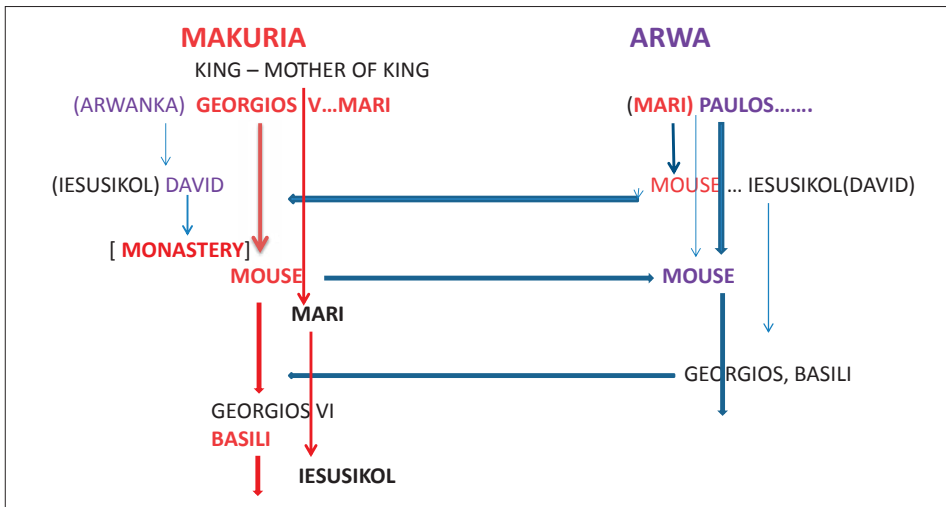 MAKURIA ARWA
KING – MOTHER OF KING
(ARWANKA) GEORGIOS V...MARI (MARI) PAULOS.......
(IESUSIKOL) DAVID MOUSE ... IESUSIKOL(DAVID)
[ MONASTERY]
MOUSE MOUSE
MARI
GEORGIOS, BASILI
GEORGIOS VI
BASILI
IESUSIKOL